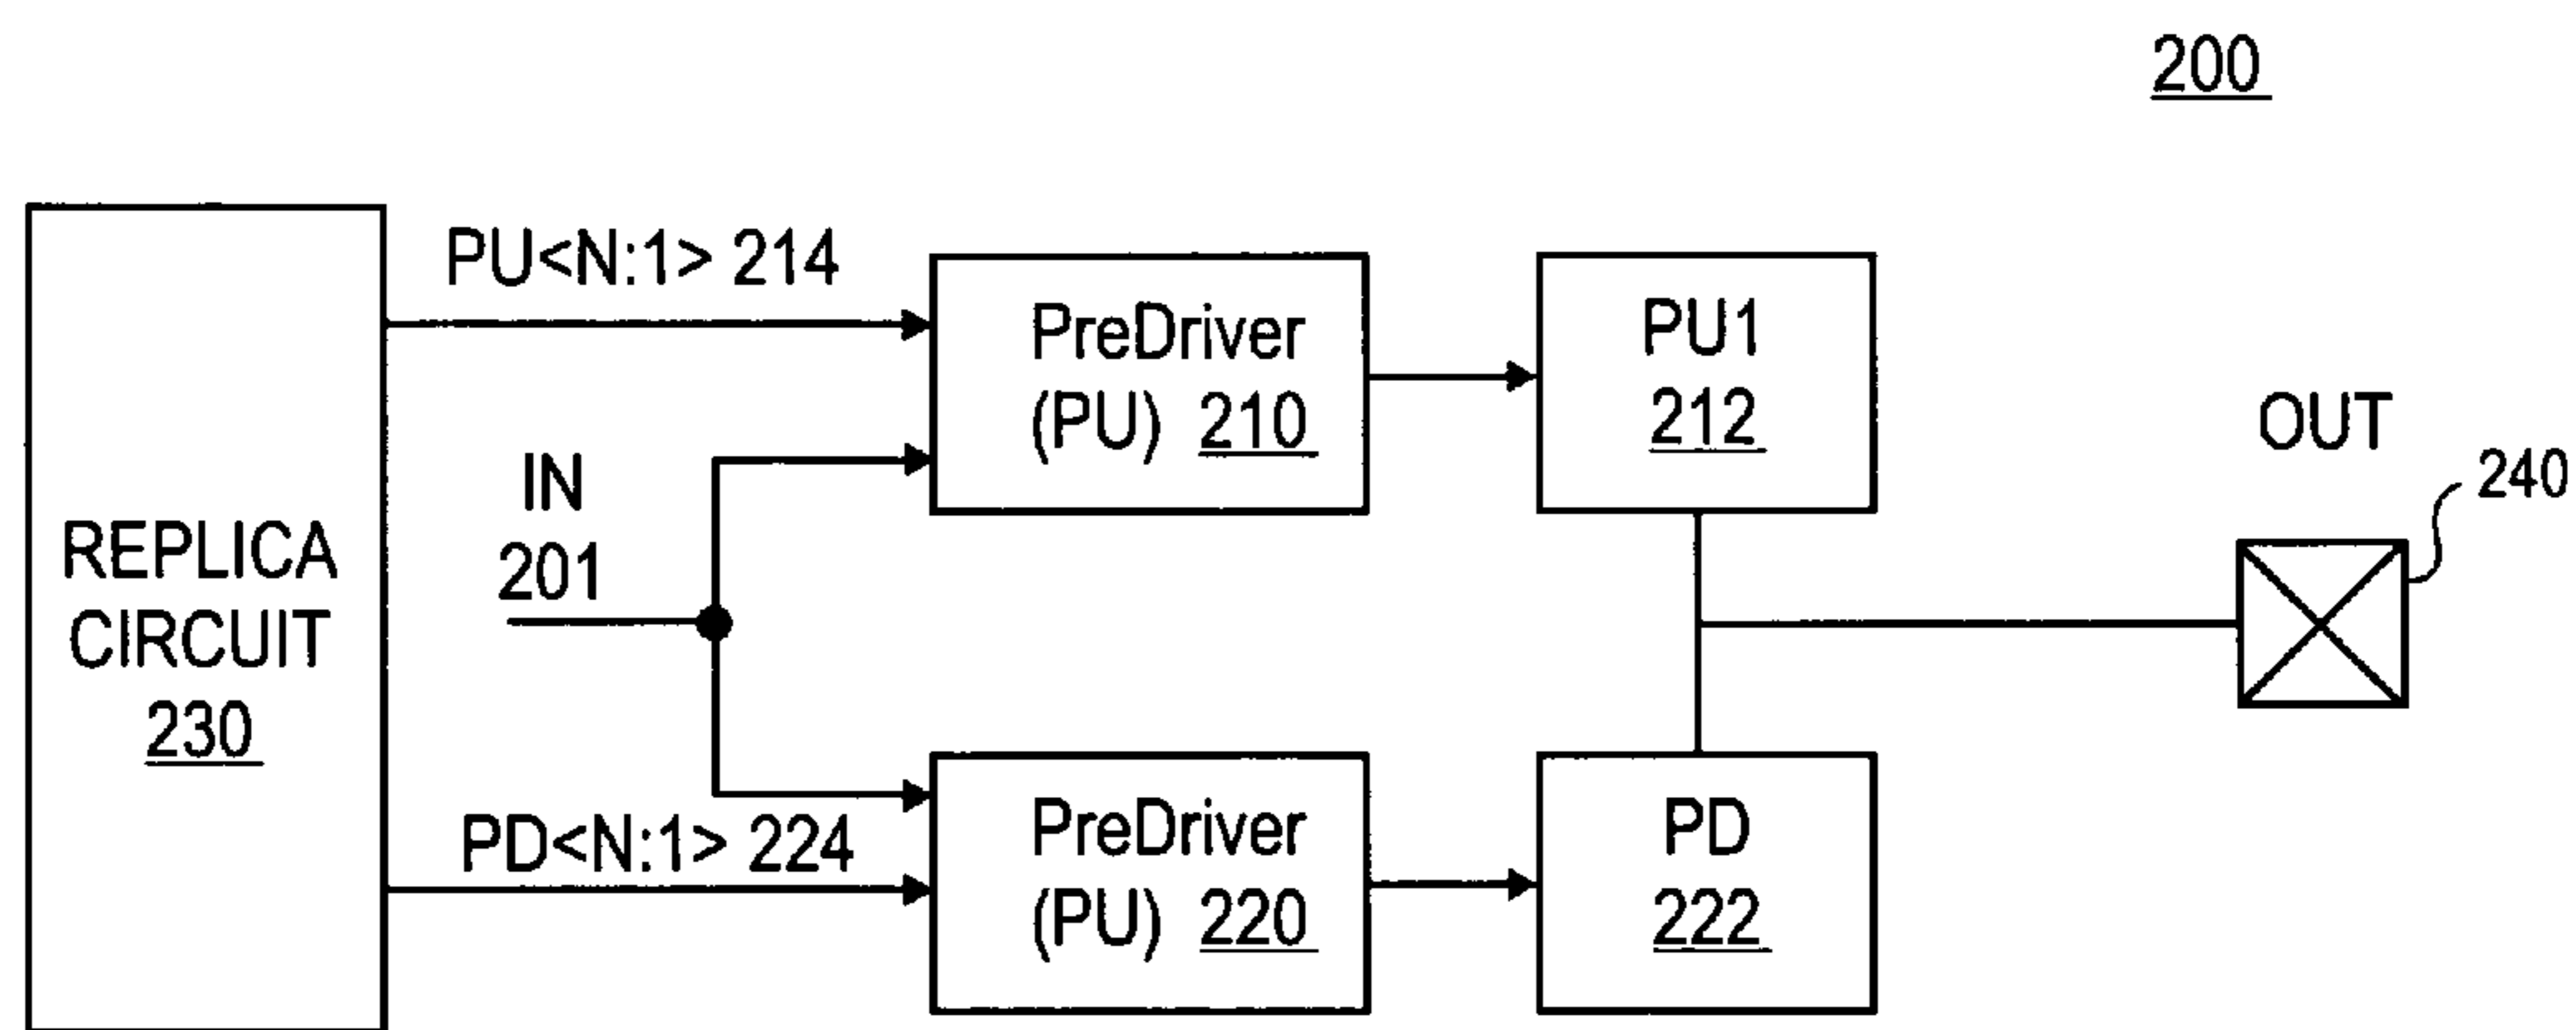 200
PU<N:1> 214
PreDriver
(PU) 210
PU1
212
OUT
240
IN
201
REPLICA
CIRCUIT
230
PD<N:1> 224
PreDriver
(PU) 220
PD
222